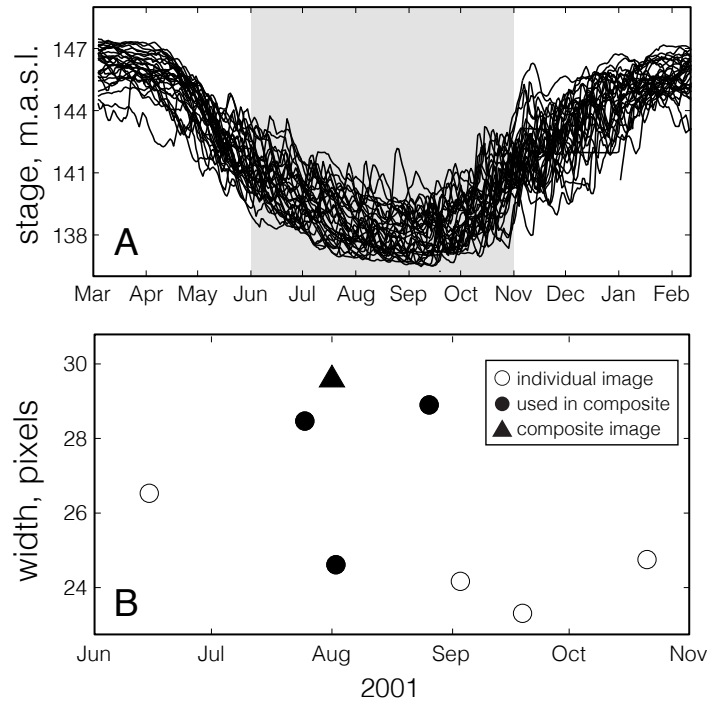 stage, m.a.s.l.
147
144
141
138
A
Mar Apr May Jun Jul Aug Sep Oct Nov Dec Jan Feb
width, pixels
30
28
26
24
B
individual image
used in composite
composite image
Jun Jul Aug Sep Oct Nov
2001